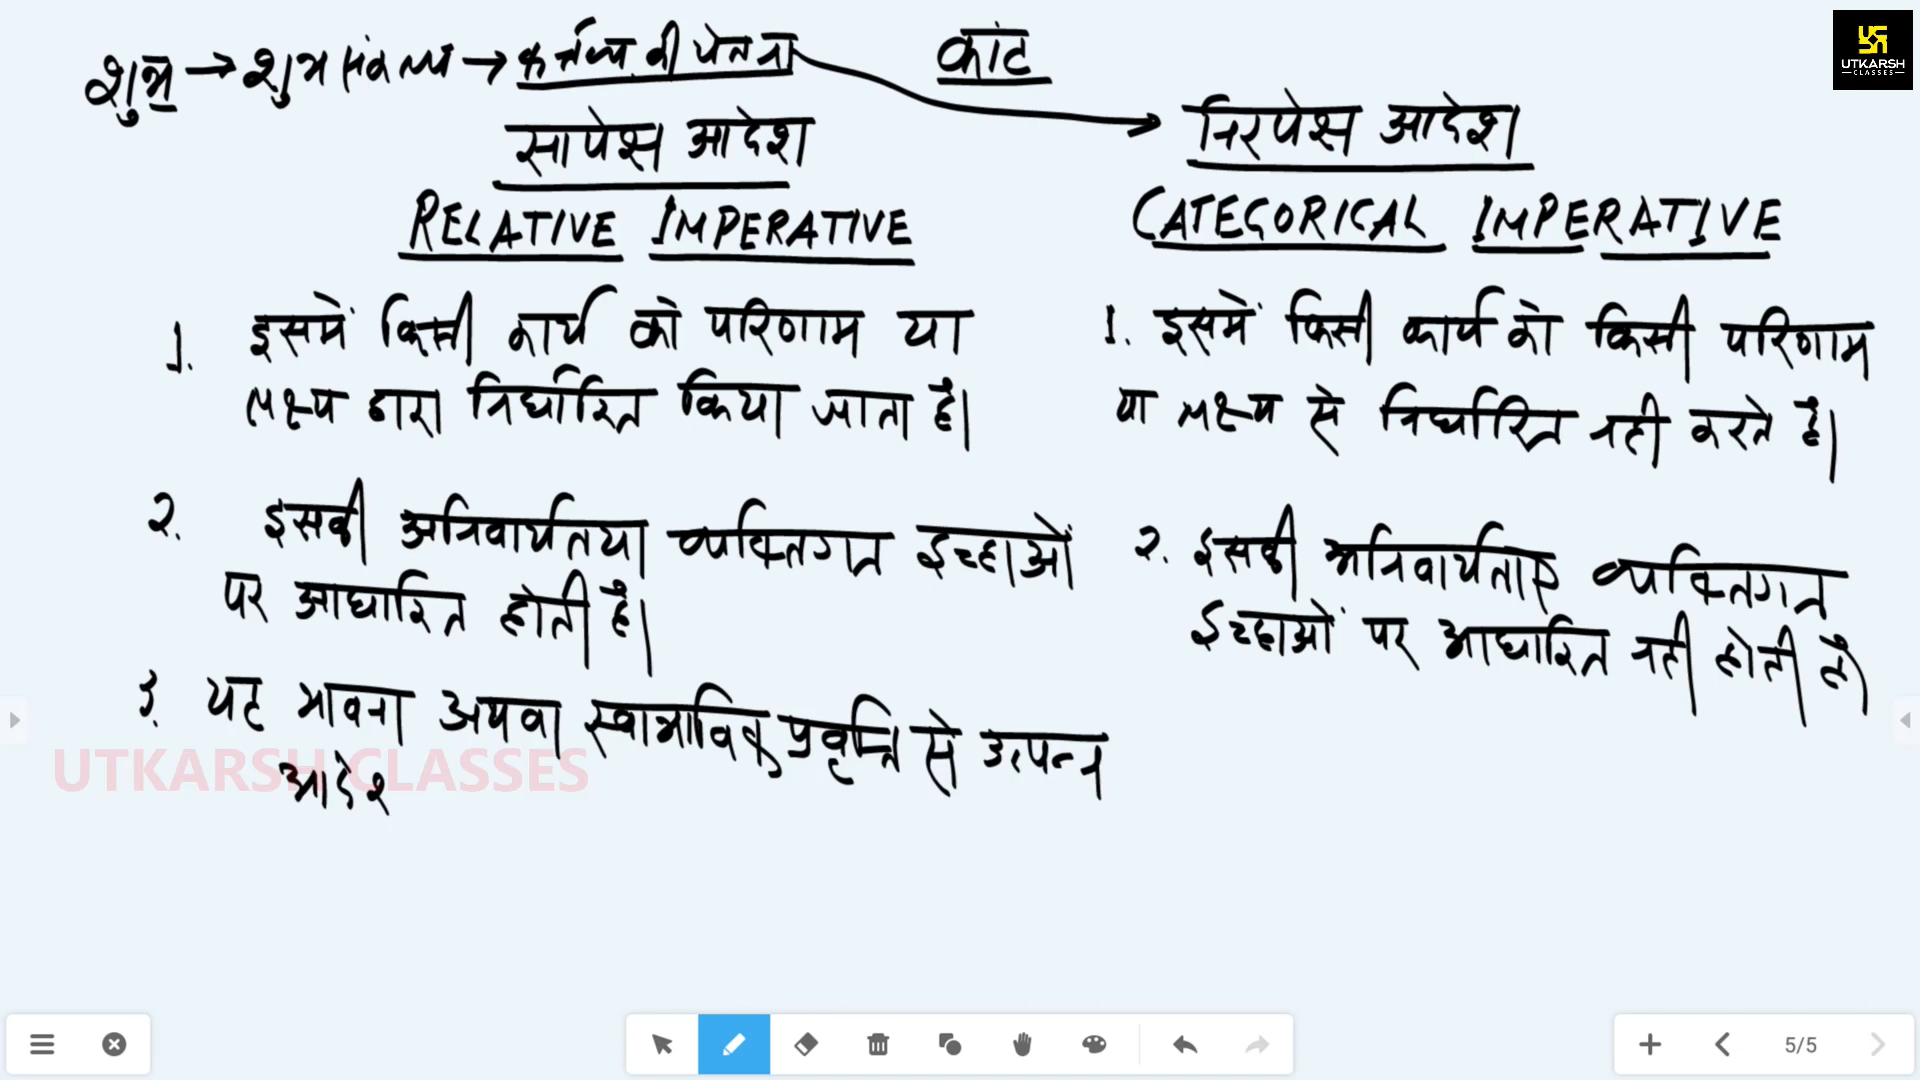 शुभ → शुभ संकल्प → कर्त्तव्य की चेतना
कांट
सापेक्ष आदेश
RELATIVE IMPERATIVE
1. इसमें किसी कार्य को परिणाम या
लक्ष्य द्वारा निर्धारित किया जाता है।
2. इसकी अनिवार्यतया व्यक्तिगत इच्छाओं
पर आधारित होती है।
3. यह भावना अथवा स्वाभाविक प्रवृत्ति से उत्पन्न
आदेश
निरपेक्ष आदेश
CATEGORICAL IMPERATIVE
1. इसमें किसी कार्य को किसी परिणाम
या लक्ष्य से निर्धारित नही करते है।
2. इसकी अनिवार्यताए व्यक्तिगत
इच्छाओं पर आधारित नही होती है।
UTKARSH CLASSES
UTKARSH
CLASSES
5/5